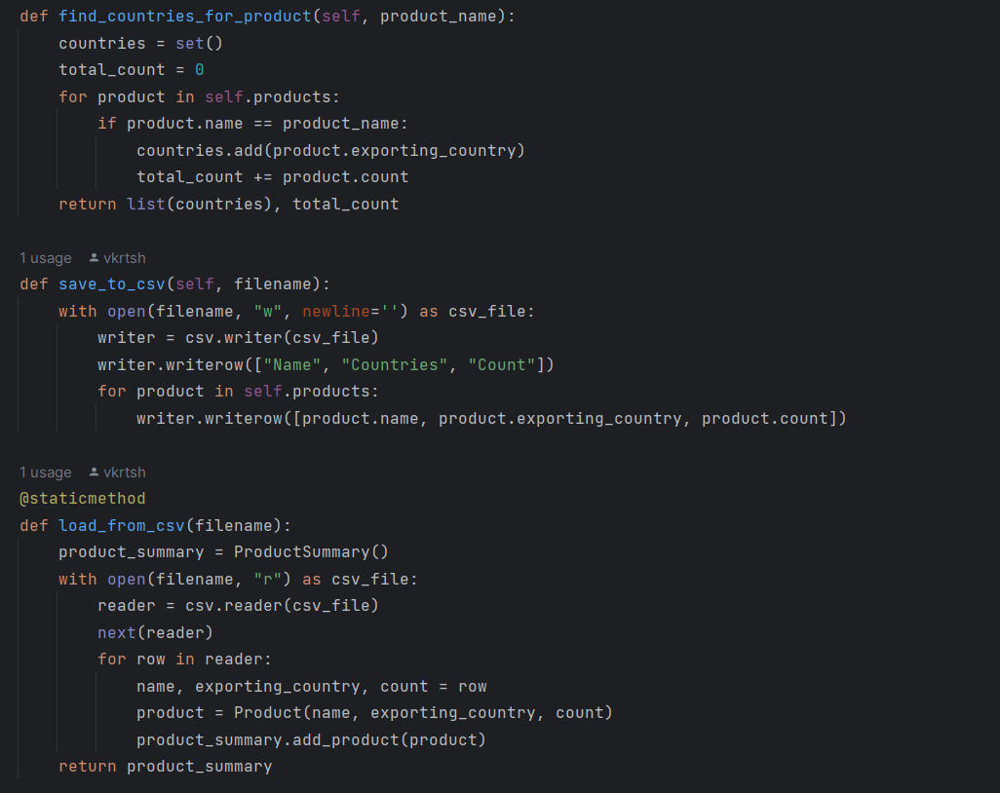 def find_countries_for_product(self, product_name):
    countries = set()
    total_count = 0
    for product in self.products:
        if product.name == product_name:
            countries.add(product.exporting_country)
            total_count += product.count
    return list(countries), total_count

1 usage vkrtsh
def save_to_csv(self, filename):
    with open(filename, "w", newline='') as csv_file:
        writer = csv.writer(csv_file)
        writer.writerow(["Name", "Countries", "Count"])
        for product in self.products:
            writer.writerow([product.name, product.exporting_country, product.count])

1 usage vkrtsh
@staticmethod
def load_from_csv(filename):
    product_summary = ProductSummary()
    with open(filename, "r") as csv_file:
        reader = csv.reader(csv_file)
        next(reader)
        for row in reader:
            name, exporting_country, count = row
            product = Product(name, exporting_country, count)
            product_summary.add_product(product)
    return product_summary